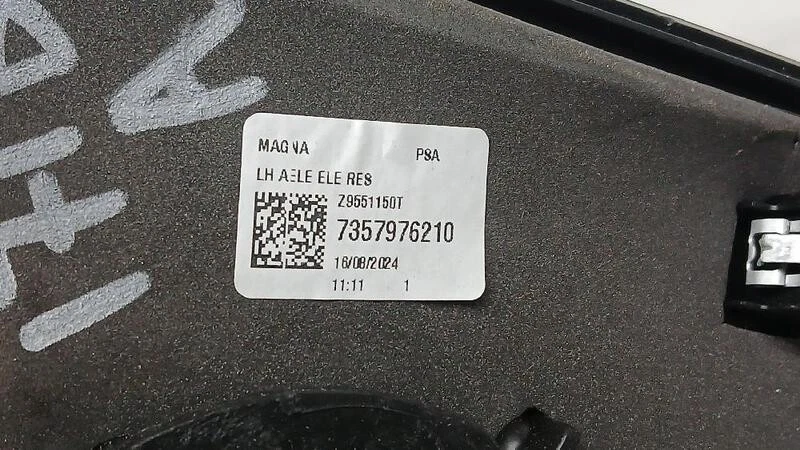 MAGNA PSA
LH AELE ELE RES
Z9551150T
7357976210
16/08/2024
11:11 1